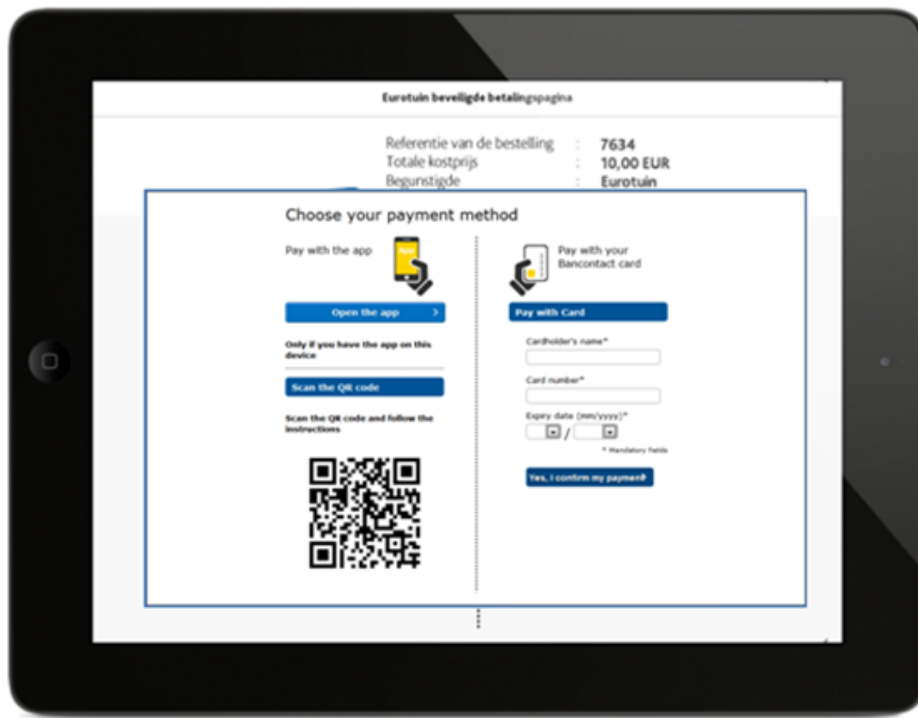 Eurotuin beveiligde betalingspagina
Referentie van de bestelling : 7634
Totale kostprijs : 10,00 EUR
Begunstigde : Eurotuin
Choose your payment method
Pay with the app
App
Open the app >
Only if you have the app on this
device
Scan the QR code
Scan the QR code and follow the
instructions
Pay with your
Bancontact card
Pay with Card
Cardholder's name*
Card number*
Expiry date (mm/yyyy)*
/
* Mandatory fields
Yes, I confirm my payment